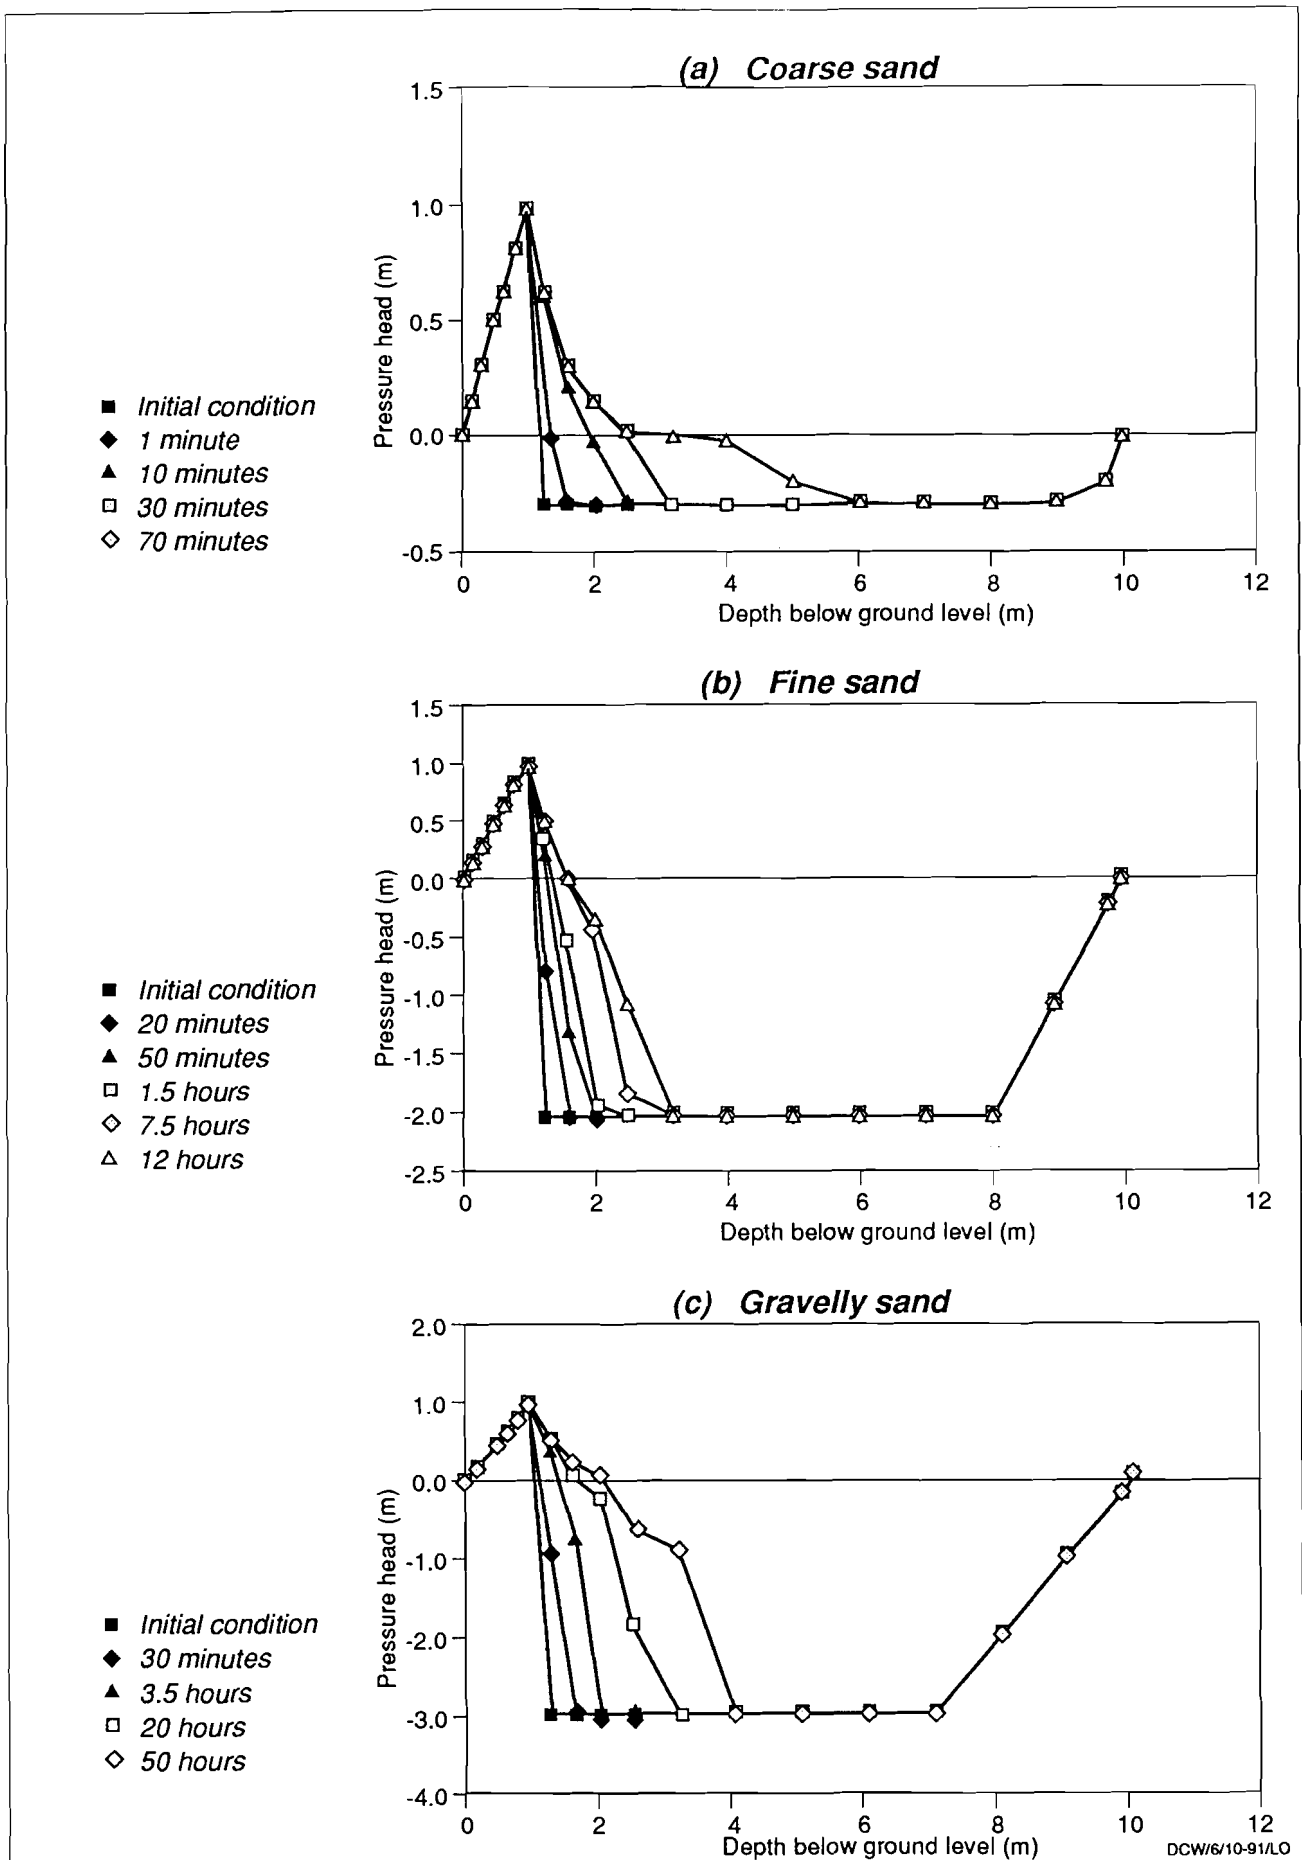 (a) Coarse sand
1.5
1.0
0.5
0.0
-0.5
Pressure head (m)
0 2 4 6 8 10 12
Depth below ground level (m)
Initial condition
1 minute
10 minutes
30 minutes
70 minutes
(b) Fine sand
1.5
1.0
0.5
0.0
-0.5
-1.0
-1.5
-2.0
-2.5
Pressure head (m)
0 2 4 6 8 10 12
Depth below ground level (m)
Initial condition
20 minutes
50 minutes
1.5 hours
7.5 hours
12 hours
(c) Gravelly sand
2.0
1.0
0.0
-1.0
-2.0
-3.0
-4.0
Pressure head (m)
0 2 4 6 8 10 12
Depth below ground level (m)
Initial condition
30 minutes
3.5 hours
20 hours
50 hours
DCW/6/10-91/LO